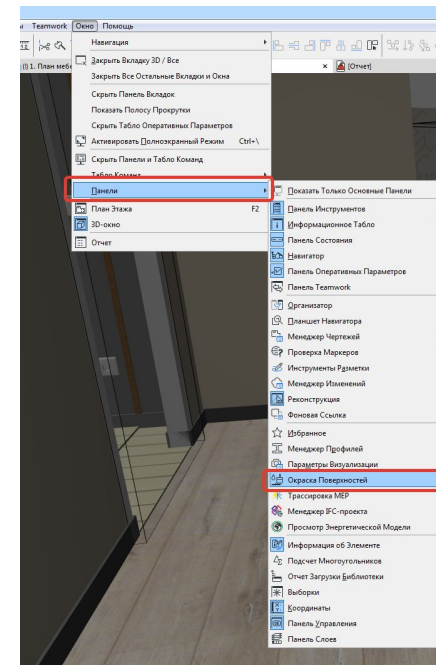 Teamwork Окно Помощь
1. План мебе
[Отчет]
Навигация
Закрыть Вкладку 3D / Все
Закрыть Все Остальные Вкладки и Окна
Скрыть Панель Вкладок
Показать Полосу Прокрутки
Скрыть Табло Оперативных Параметров
Активировать Полноэкранный Режим Ctrl+\
Скрыть Панели и Табло Команд
Табло Команд
Панели
План Этажа F2
3D-окно
Отчет
Показать Только Основные Панели
Панель Инструментов
Информационное Табло
Панель Состояния
Навигатор
Панель Оперативных Параметров
Панель Teamwork
Организатор
Планшет Навигатора
Менеджер Чертежей
Проверка Маркеров
Инструменты Разметки
Менеджер Изменений
Реконструкция
Фоновая Ссылка
Избранное
Менеджер Профилей
Параметры Визуализации
Окраска Поверхностей
Трассировка MEP
Менеджер IFC-проекта
Просмотр Энергетической Модели
Информация об Элементе
Подсчет Многоугольников
Отчет Загрузки Библиотеки
Выборки
Координаты
Панель Управления
Панель Слоев